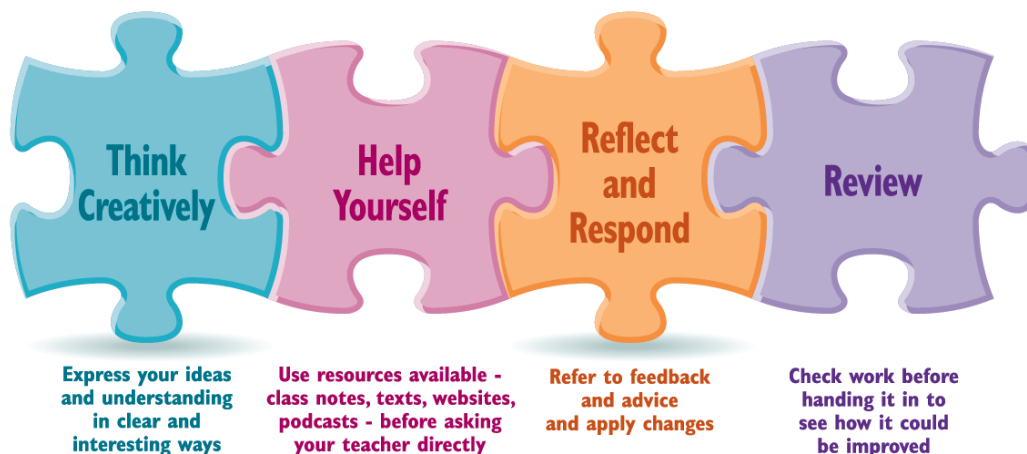 Think
Creatively
Help
Yourself
Reflect
and
Respond
Review
Express your ideas
and understanding
in clear and
interesting ways
Use resources available -
class notes, texts, websites,
podcasts - before asking
your teacher directly
Refer to feedback
and advice
and apply changes
Check work before
handing it in to
see how it could
be improved